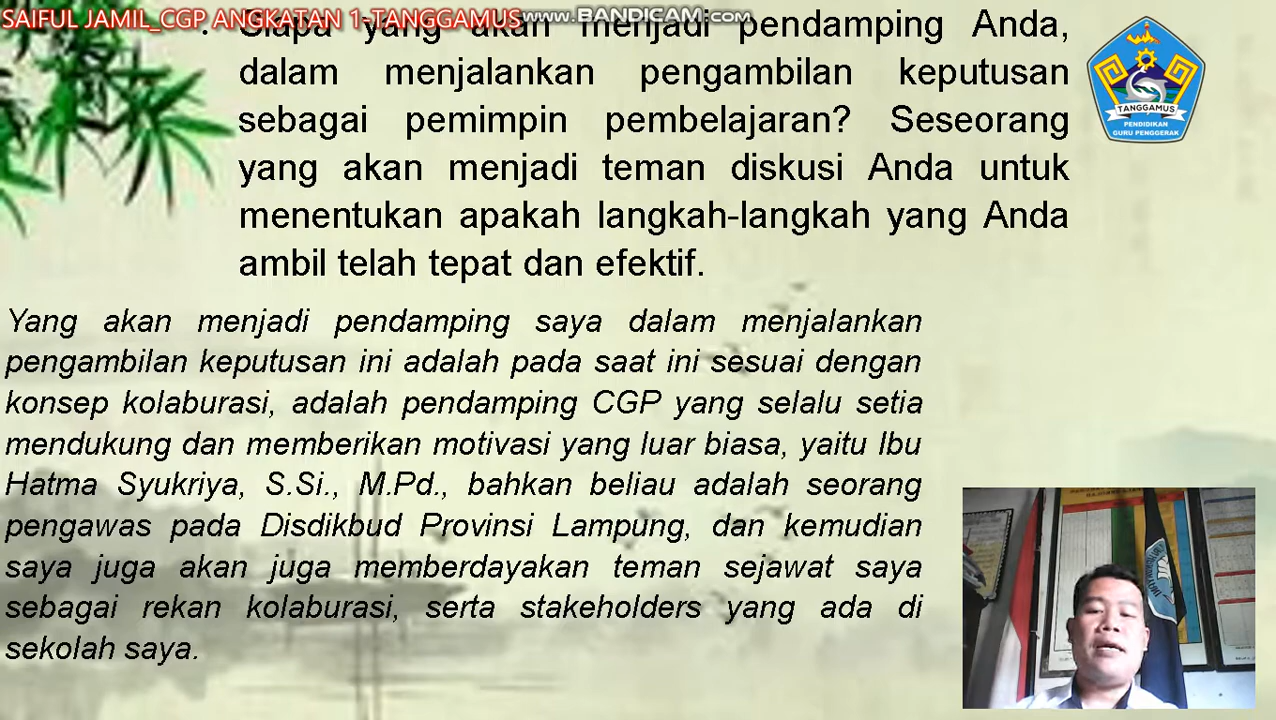 SAIFUL JAMIL_CGP ANGKATAN 1-TANGGAMUS
www.BANDICAM.com
Siapa yang akan menjadi pendamping Anda,
dalam menjalankan pengambilan keputusan
sebagai pemimpin pembelajaran? Seseorang
yang akan menjadi teman diskusi Anda untuk
menentukan apakah langkah-langkah yang Anda
ambil telah tepat dan efektif.
TANGGAMUS
PENDIDIKAN
GURU PENGGERAK
Yang akan menjadi pendamping saya dalam menjalankan
pengambilan keputusan ini adalah pada saat ini sesuai dengan
konsep kolaburasi, adalah pendamping CGP yang selalu setia
mendukung dan memberikan motivasi yang luar biasa, yaitu Ibu
Hatma Syukriya, S.Si., M.Pd., bahkan beliau adalah seorang
pengawas pada Disdikbud Provinsi Lampung, dan kemudian
saya juga akan juga memberdayakan teman sejawat saya
sebagai rekan kolaburasi, serta stakeholders yang ada di
sekolah saya.